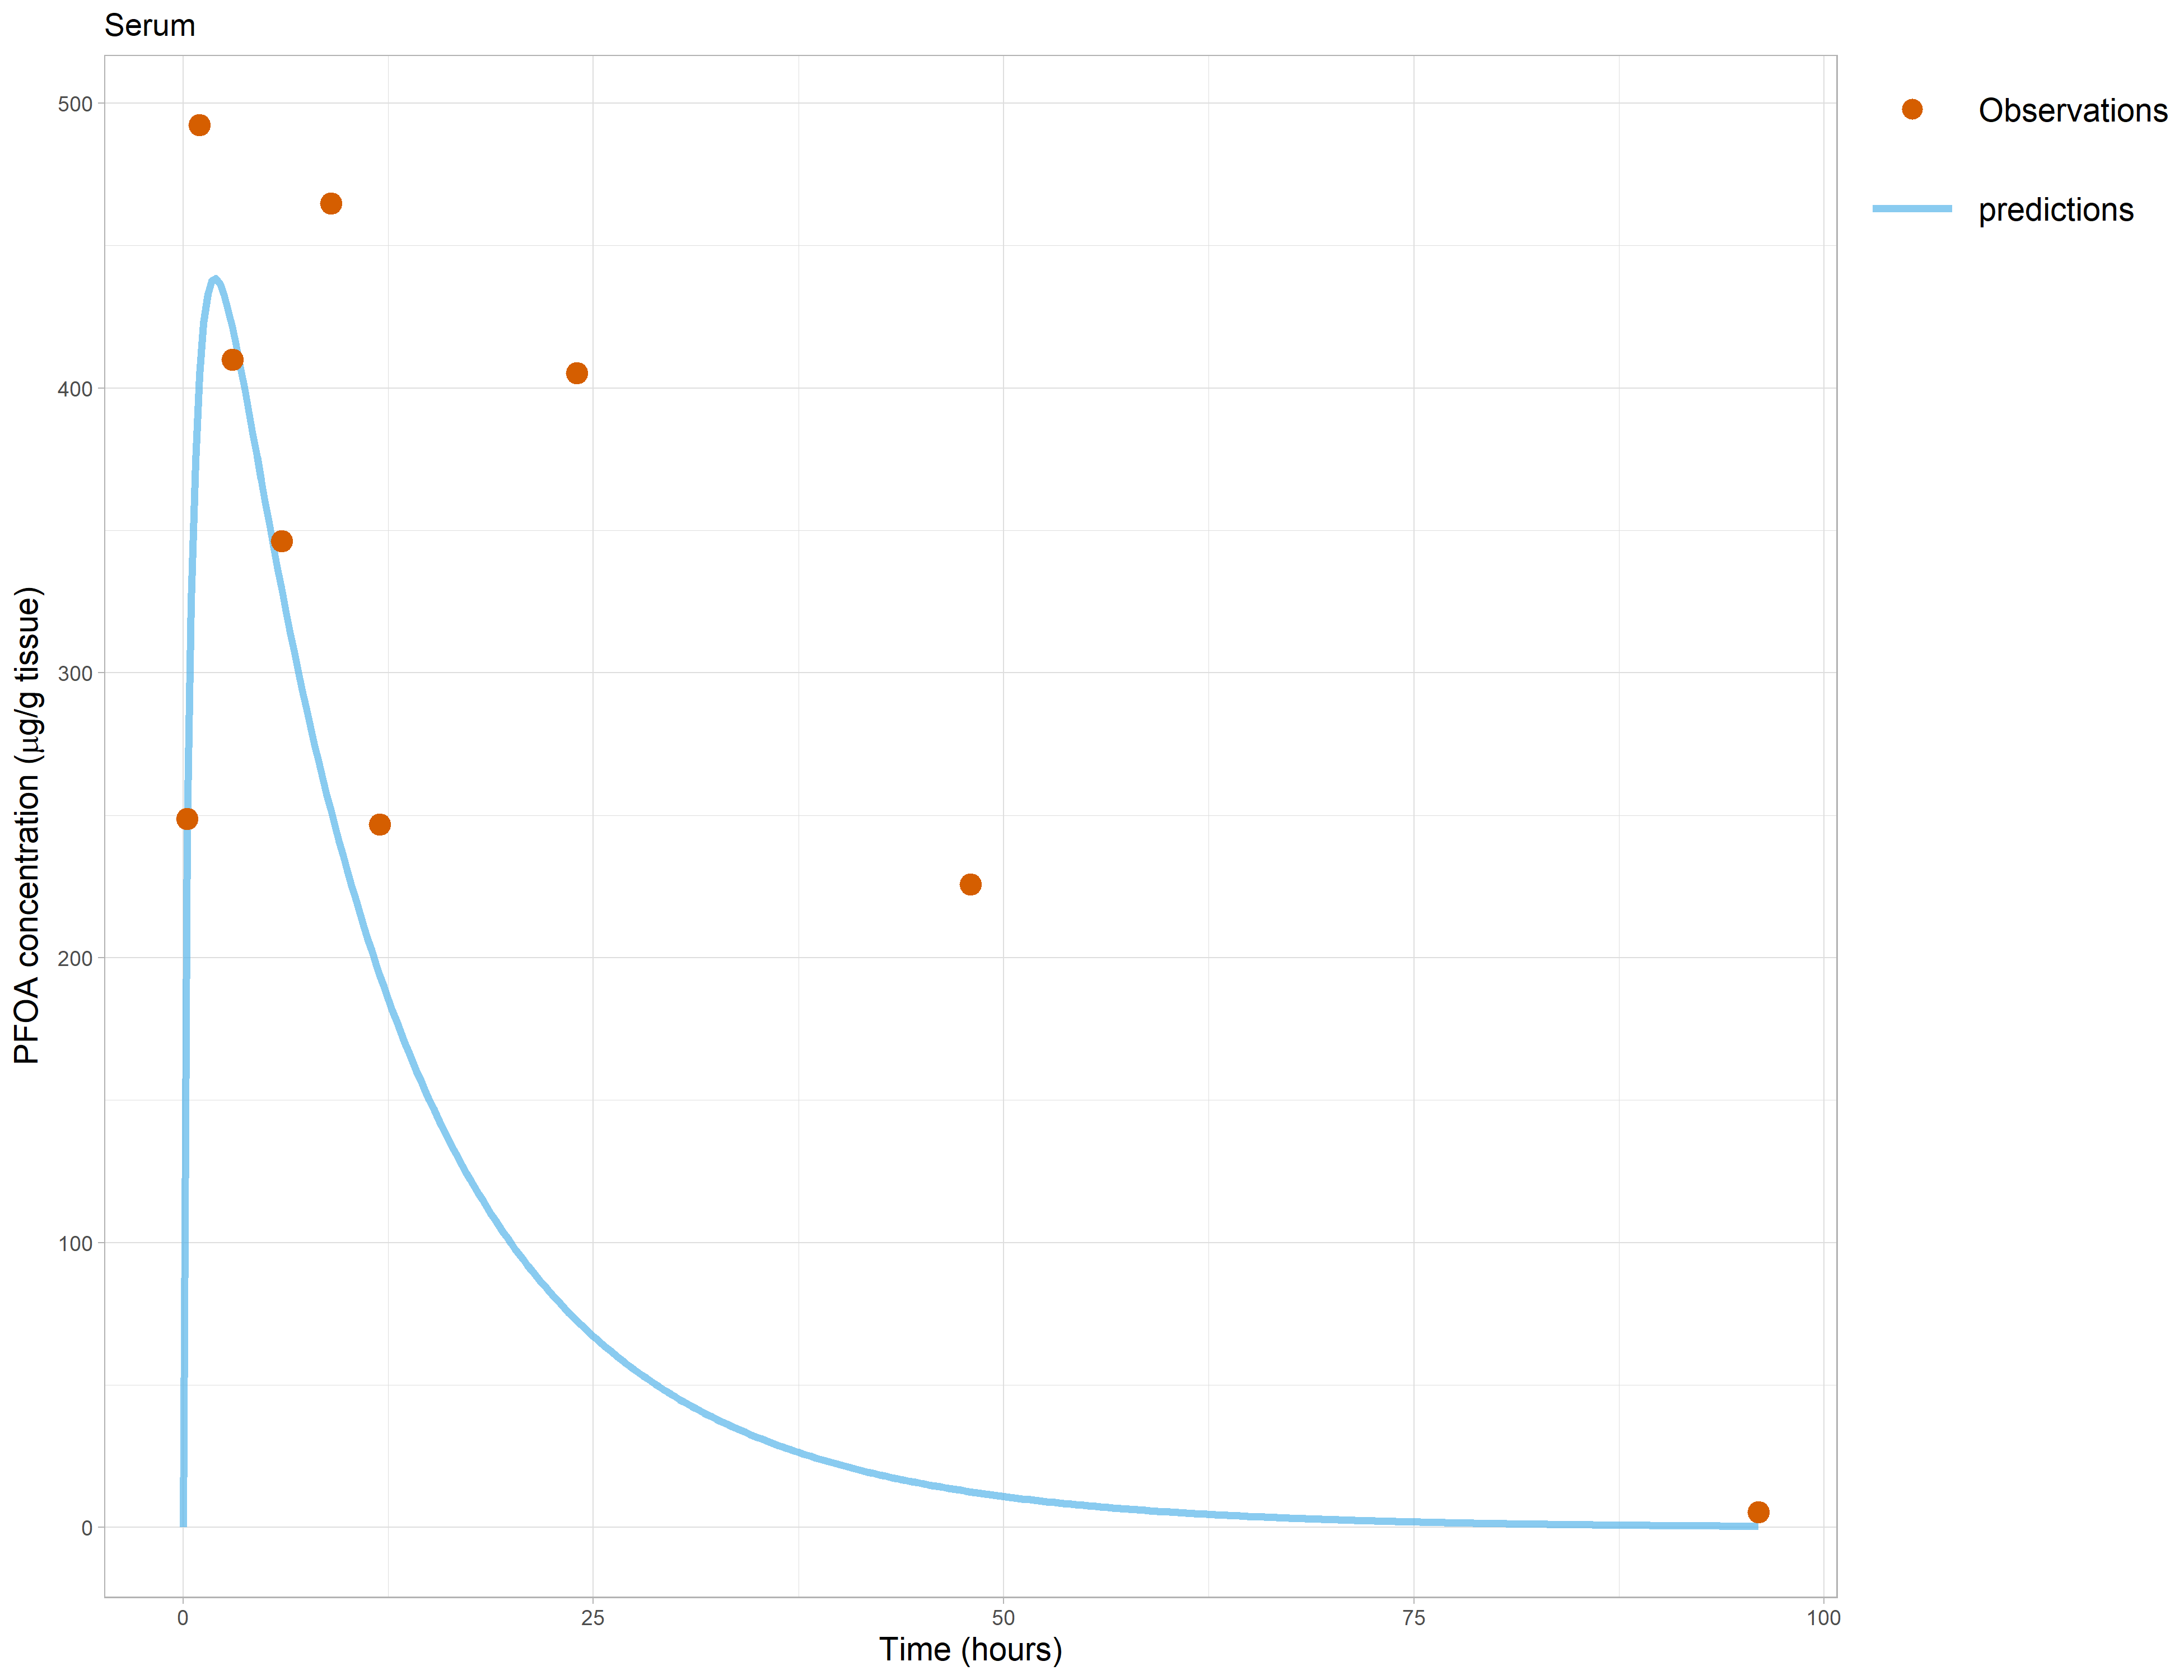 Serum
Observations
predictions
PFOA concentration (μg/g tissue)
500
400
300
200
100
0
0 25 50 75 100
Time (hours)